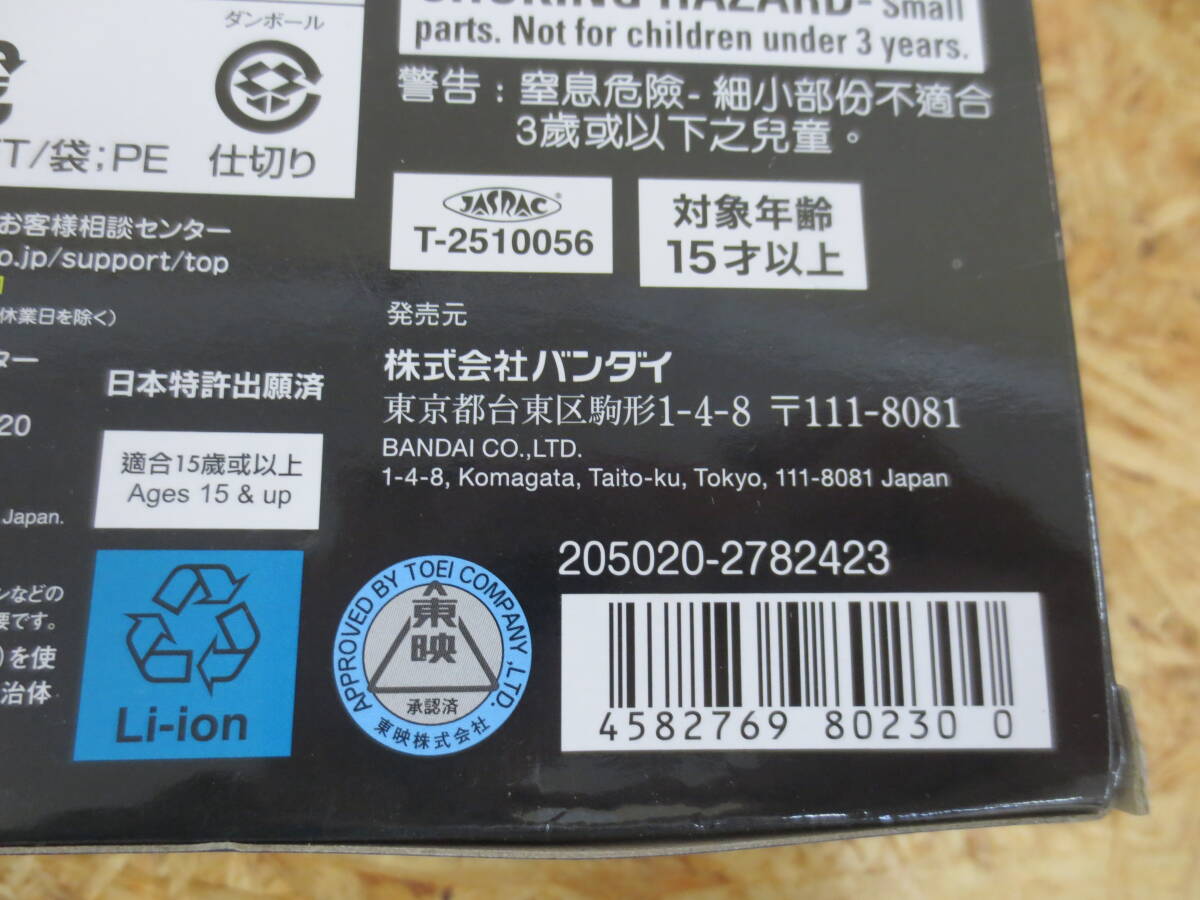 ダンボール
仕切り
/袋;PE
お客様相談センター
o.jp/support/top
休業日を除く)
ター
日本特許出願済
20
適合15歲或以上
Ages 15 & up
Japan.
ンなどの
要です。
)を使
治体
Li-ion
CHOKING HAZARD- Small
parts. Not for children under 3 years.
警告：窒息危險- 細小部份不適合
3歲或以下之兒童。
JASRAC®
T-2510056
対象年齢
15才以上
発売元
株式会社バンダイ
東京都台東区駒形1-4-8 〒111-8081
BANDAI CO.,LTD.
1-4-8, Komagata, Taito-ku, Tokyo, 111-8081 Japan
205020-2782423
APPROVED BY TOEI COMPANY,LTD.
東映
承認済
東映株式会社
4582769 80230 0